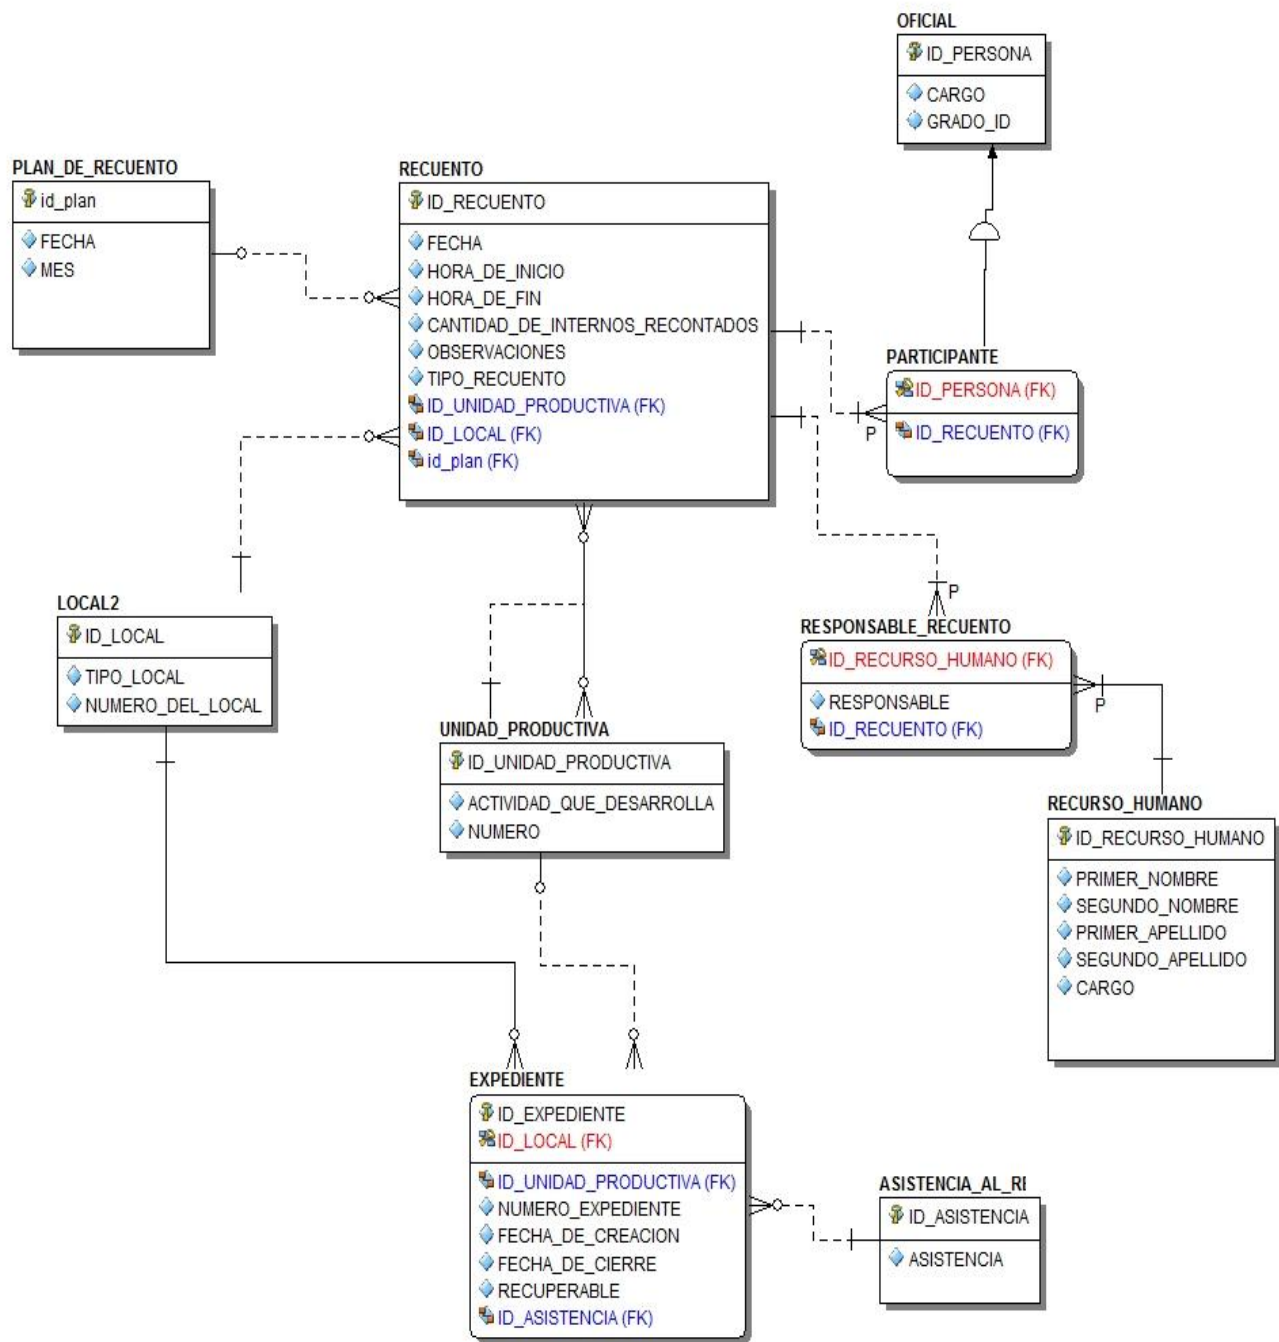 OFICIAL
ID_PERSONA
CARGO
GRADO_ID
PLAN_DE_RECUENTO
id_plan
FECHA
MES
RECUENTO
ID_RECUENTO
FECHA
HORA_DE_INICIO
HORA_DE_FIN
CANTIDAD_DE_INTERNOS_RECONTADOS
OBSERVACIONES
TIPO_RECUENTO
ID_UNIDAD_PRODUCTIVA (FK)
ID_LOCAL (FK)
id_plan (FK)
PARTICIPANTE
ID_PERSONA (FK)
ID_RECUENTO (FK)
P
LOCAL2
ID_LOCAL
TIPO_LOCAL
NUMERO_DEL_LOCAL
P
RESPONSABLE_RECUENTO
ID_RECURSO_HUMANO (FK)
RESPONSABLE
ID_RECUENTO (FK)
P
UNIDAD_PRODUCTIVA
ID_UNIDAD_PRODUCTIVA
ACTIVIDAD_QUE_DESARROLLA
NUMERO
RECURSO_HUMANO
ID_RECURSO_HUMANO
PRIMER_NOMBRE
SEGUNDO_NOMBRE
PRIMER_APELLIDO
SEGUNDO_APELLIDO
CARGO
EXPEDIENTE
ID_EXPEDIENTE
ID_LOCAL (FK)
ID_UNIDAD_PRODUCTIVA (FK)
NUMERO_EXPEDIENTE
FECHA_DE_CREACION
FECHA_DE_CIERRE
RECUPERABLE
ID_ASISTENCIA (FK)
ASISTENCIA_AL_RE
ID_ASISTENCIA
ASISTENCIA